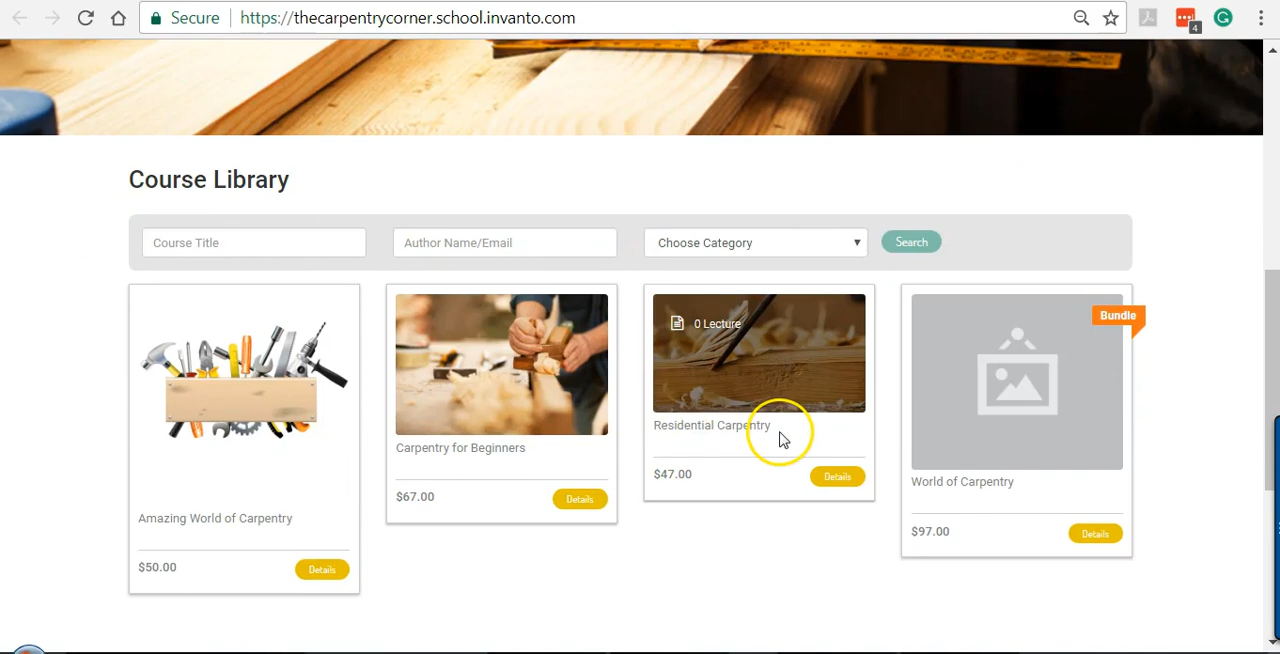 Secure
https://thecarpentrycorner.school.invanto.com
4
Course Library
Course Title
Author Name/Email
Choose Category
Search
Amazing World of Carpentry
$50.00
Details
Carpentry for Beginners
$67.00
Details
0 Lecture
Residential Carpentry
$47.00
Details
Bundle
World of Carpentry
$97.00
Details